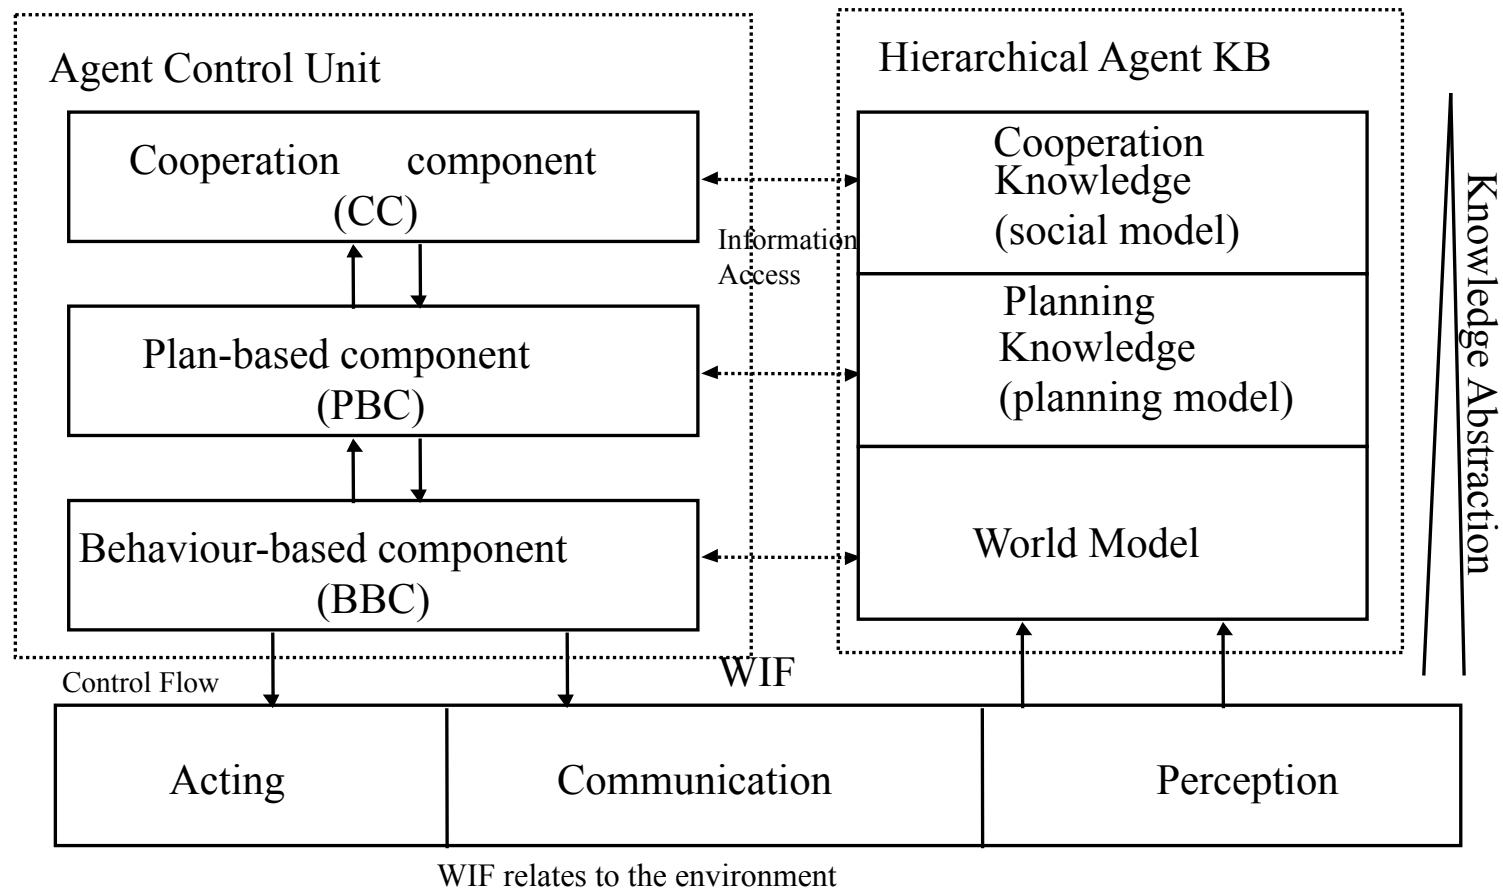 Agent Control Unit
Cooperation component
(CC)
Plan-based component
(PBC)
Behaviour-based component
(BBC)
Information
Access
Hierarchical Agent KB
Cooperation
Knowledge
(social model)
Planning
Knowledge
(planning model)
World Model
Knowledge Abstraction
Control Flow
WIF
Acting
Communication
Perception
WIF relates to the environment